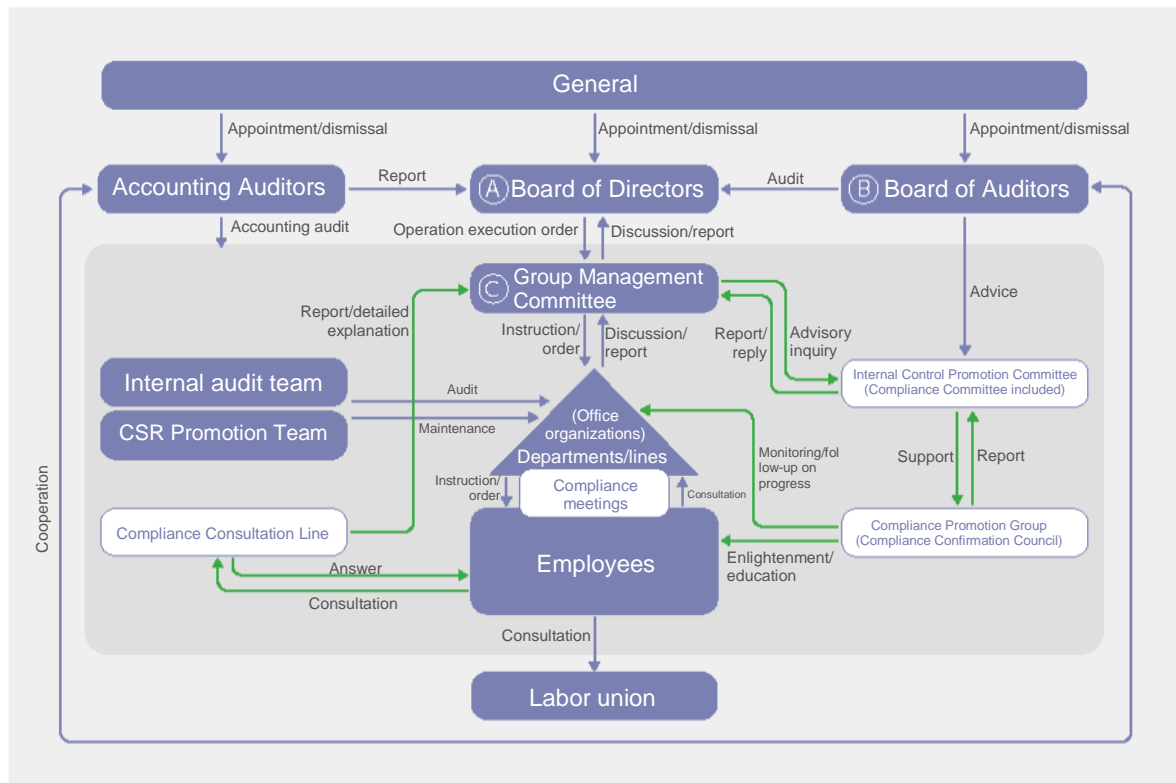 General
Appointment/dismissal
Appointment/dismissal
Appointment/dismissal
Accounting Auditors
Report
A Board of Directors
Audit
B Board of Auditors
Accounting audit
Operation execution order
Discussion/report
C Group Management
Committee
Advice
Report/detailed
explanation
Instruction/
order
Discussion/
report
Report/
reply
Advisory
inquiry
Internal audit team
Audit
Internal Control Promotion Committee
(Compliance Committee included)
CSR Promotion Team
Maintenance
(Office
organizations)
Departments/lines
Monitoring/fol
low-up on
progress
Support
Report
Instruction/
order
Compliance
meetings
Consultation
Cooperation
Compliance Consultation Line
Compliance Promotion Group
(Compliance Confirmation Council)
Employees
Enlightenment/
education
Answer
Consultation
Consultation
Labor union